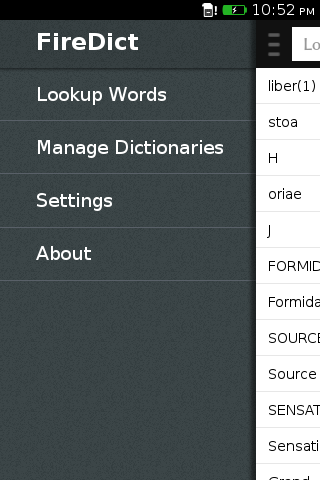 10:52 PM
FireDict
Lookup Words
Manage Dictionaries
Settings
About
Lo
liber(1)
stoa
H
oriae
J
FORMID
Formida
SOURCE
Source
SENSAT
Sensati
Grand